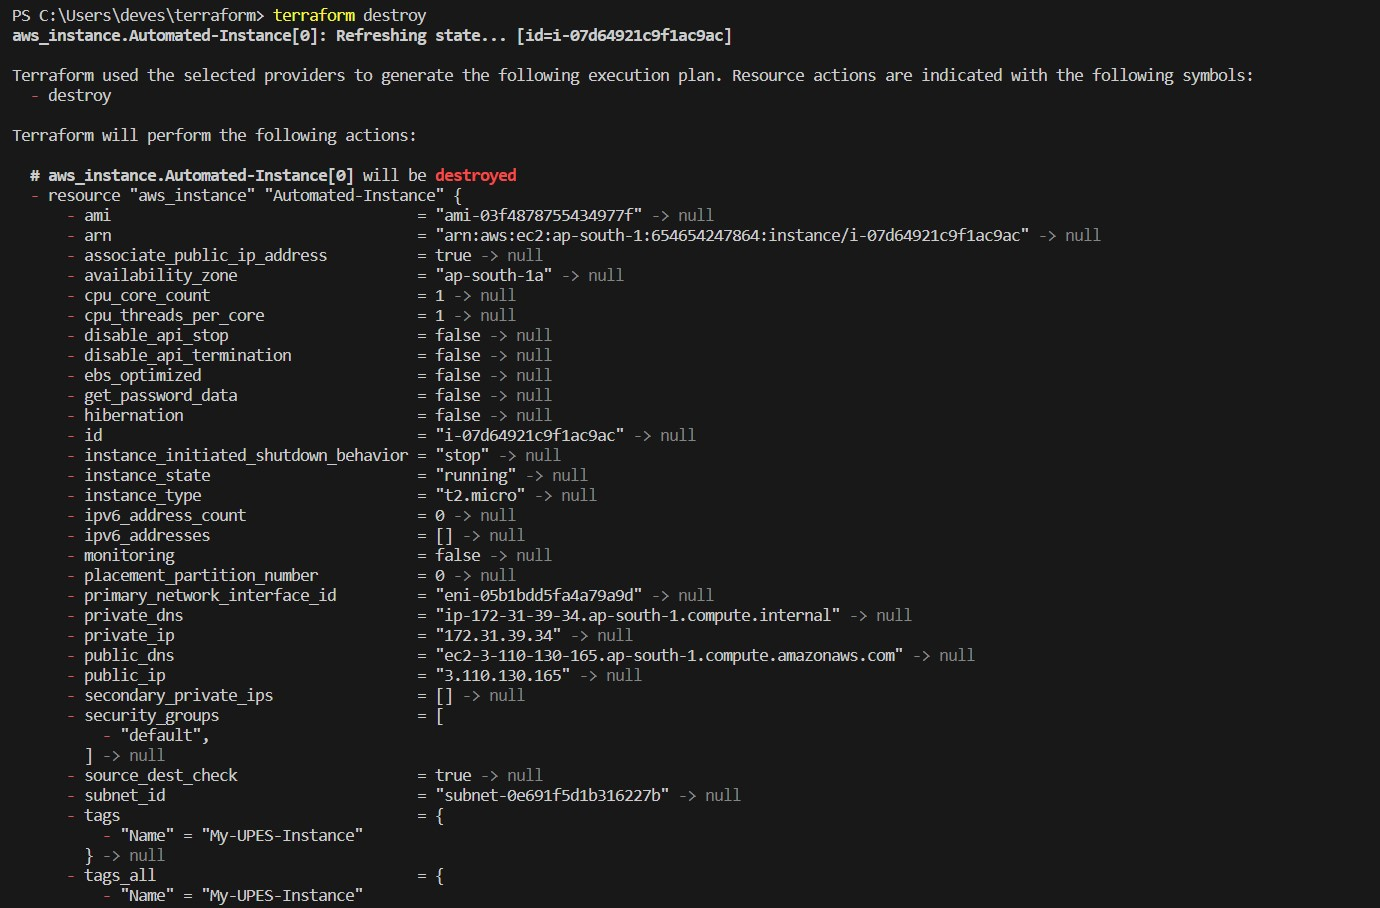 PS C:\Users\deves\terraform> terraform destroy
aws_instance.Automated-Instance[0]: Refreshing state... [id=i-07d64921c9f1ac9ac]
Terraform used the selected providers to generate the following execution plan. Resource actions are indicated with the following symbols:
- destroy
Terraform will perform the following actions:
# aws_instance.Automated-Instance[0] will be destroyed
- resource "aws_instance" "Automated-Instance" {
- ami = "ami-03f4878755434977f" -> null
- arn = "arn:aws:ec2:ap-south-1:654654247864:instance/i-07d64921c9f1ac9ac" -> null
- associate_public_ip_address = true -> null
- availability_zone = "ap-south-1a" -> null
- cpu_core_count = 1 -> null
- cpu_threads_per_core = 1 -> null
- disable_api_stop = false -> null
- disable_api_termination = false -> null
- ebs_optimized = false -> null
- get_password_data = false -> null
- hibernation = false -> null
- id = "i-07d64921c9f1ac9ac" -> null
- instance_initiated_shutdown_behavior = "stop" -> null
- instance_state = "running" -> null
- instance_type = "t2.micro" -> null
- ipv6_address_count = 0 -> null
- ipv6_addresses = [] -> null
- monitoring = false -> null
- placement_partition_number = 0 -> null
- primary_network_interface_id = "eni-05b1bdd5fa4a79a9d" -> null
- private_dns = "ip-172-31-39-34.ap-south-1.compute.internal" -> null
- private_ip = "172.31.39.34" -> null
- public_dns = "ec2-3-110-130-165.ap-south-1.compute.amazonaws.com" -> null
- public_ip = "3.110.130.165" -> null
- secondary_private_ips = [] -> null
- security_groups = [
- "default",
] -> null
- source_dest_check = true -> null
- subnet_id = "subnet-0e691f5d1b316227b" -> null
- tags = {
- "Name" = "My-UPES-Instance"
} -> null
- tags_all = {
- "Name" = "My-UPES-Instance"